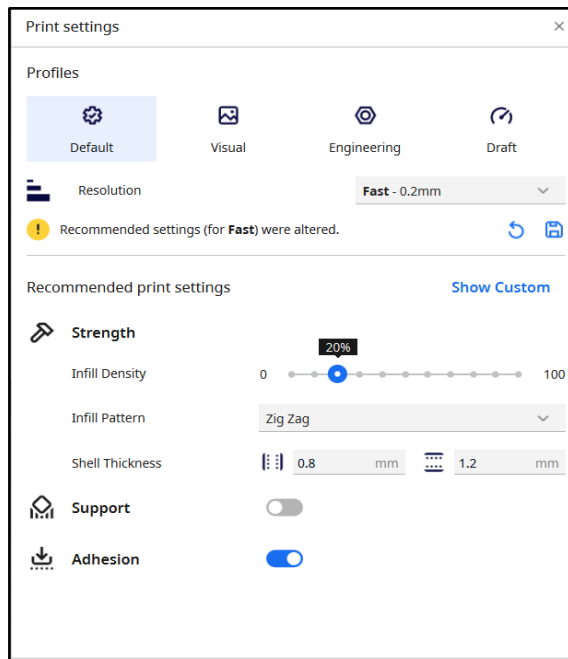 Print settings
Profiles
Default Visual Engineering Draft
Resolution Fast - 0.2mm
Recommended settings (for Fast) were altered.
Recommended print settings Show Custom
Strength
20%
Infill Density 0 100
Infill Pattern Zig Zag
Shell Thickness 0.8 mm 1.2 mm
Support
Adhesion